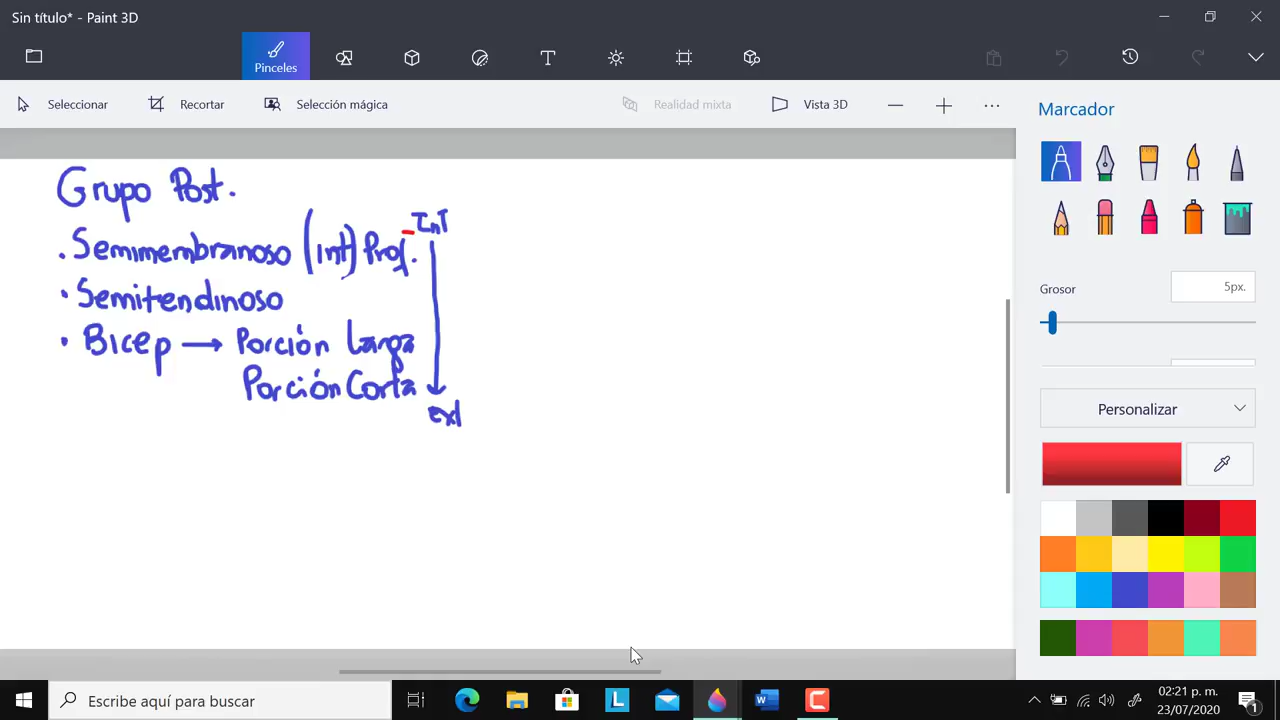 Sin título* - Paint 3D
Pinceles
Seleccionar Recortar Selección mágica Realidad mixta Vista 3D
Marcador
Grosor 5px.
Personalizar
Grupo Post.
InT
. Semimembranoso (Int) Prof.
. Semitendinoso
. Bicep → Porción Larga
Porción Corta
ext
Escribe aquí para buscar
L
W
02:21 p. m.
23/07/2020
1